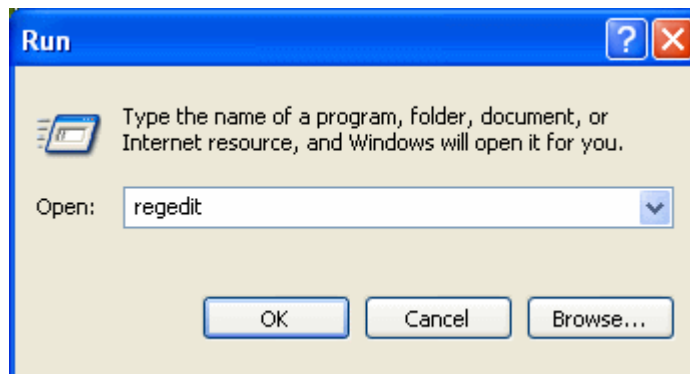 Run
Type the name of a program, folder, document, or
Internet resource, and Windows will open it for you.
Open: regedit
OK Cancel Browse...